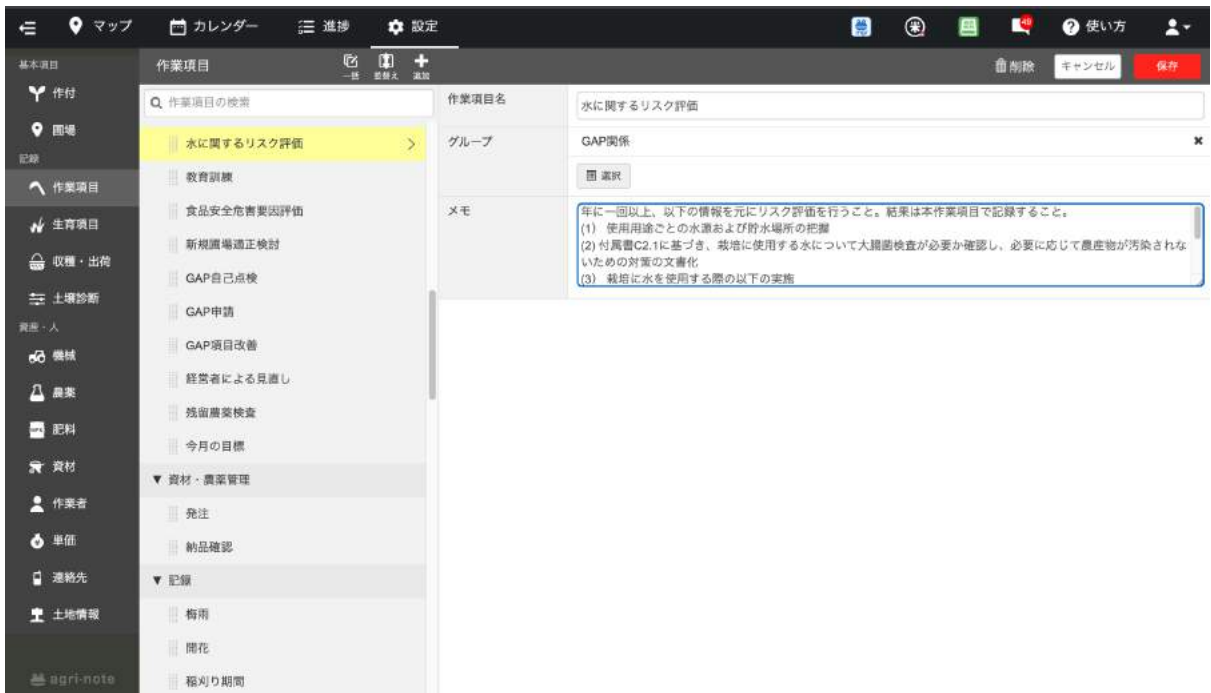 マップ
カレンダー
進捗
設定
49
使い方
基本項目
作付
圃場
記録
作業項目
生育項目
収穫・出荷
土壌診断
資産・人
機械
農薬
肥料
資材
作業者
単価
連絡先
土地情報
agri-note
作業項目
一括
並替え
追加
作業項目の検索
水に関するリスク評価
教育訓練
食品安全危害要因評価
新規圃場適正検討
GAP自己点検
GAP申請
GAP項目改善
経営者による見直し
残留農薬検査
今月の目標
▼ 資材・農薬管理
発注
納品確認
▼ 記録
梅雨
開花
稲刈り期間
削除
キャンセル
保存
作業項目名
水に関するリスク評価
グループ
GAP関係
選択
メモ
年に一回以上、以下の情報を元にリスク評価を行うこと。結果は本作業項目で記録すること。
(1) 使用用途ごとの水源および貯水場所の把握
(2) 付属書C2.1に基づき、栽培に使用する水について大腸菌検査が必要か確認し、必要に応じて農産物が汚染されな
いための対策の文書化
(3) 栽培に水を使用する際の以下の実施